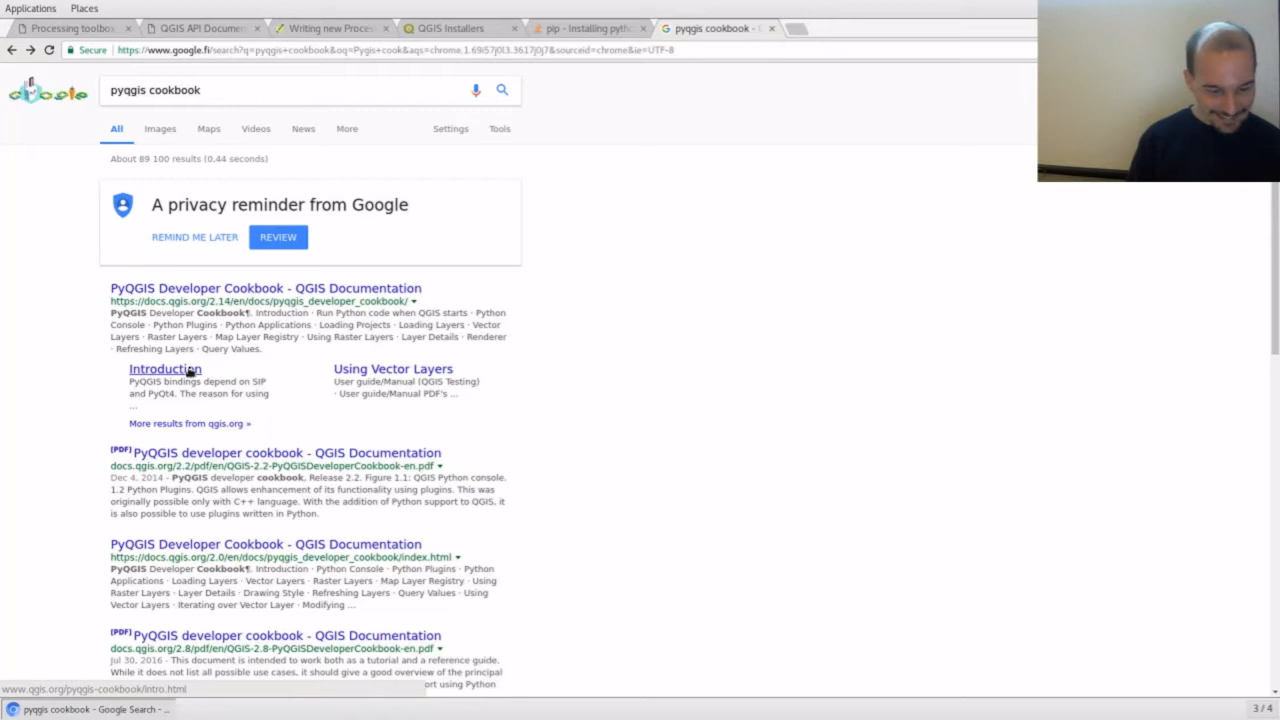 Applications Places
Processing toolbox
QGIS API Documen
Writing new Proces
QGIS Installers
pip - Installing pytho
pyqgis cookbook -
Secure https://www.google.fi/search?q=pyqgis+cookbook&oq=Pygis+cook&aqs=chrome.1.69i57j0l3.3617j0j7&sourceid=chrome&ie=UTF-8
pyqgis cookbook
All Images Maps Videos News More Settings Tools
About 89 100 results (0,44 seconds)
A privacy reminder from Google
REMIND ME LATER REVIEW
PyQGIS Developer Cookbook - QGIS Documentation
https://docs.qgis.org/2.14/en/docs/pyqgis_developer_cookbook/
PyQGIS Developer Cookbook¶. Introduction · Run Python code when QGIS starts · Python
Console · Python Plugins · Python Applications · Loading Projects · Loading Layers · Vector
Layers · Raster Layers · Map Layer Registry · Using Raster Layers · Layer Details · Renderer
· Refreshing Layers · Query Values.
Introduction
PyQGIS bindings depend on SIP
and PyQt4. The reason for using
...
Using Vector Layers
User guide/Manual (QGIS Testing)
· User guide/Manual PDF's ...
More results from qgis.org »
[PDF] PyQGIS developer cookbook - QGIS Documentation
docs.qgis.org/2.2/pdf/en/QGIS-2.2-PyQGISDeveloperCookbook-en.pdf
Dec 4, 2014 - PyQGIS developer cookbook, Release 2.2. Figure 1.1: QGIS Python console.
1.2 Python Plugins. QGIS allows enhancement of its functionality using plugins. This was
originally possible only with C++ language. With the addition of Python support to QGIS, it
is also possible to use plugins written in Python.
PyQGIS Developer Cookbook - QGIS Documentation
https://docs.qgis.org/2.0/en/docs/pyqgis_developer_cookbook/index.html
PyQGIS Developer Cookbook¶. Introduction · Python Console · Python Plugins · Python
Applications · Loading Layers · Vector Layers · Raster Layers · Map Layer Registry · Using
Raster Layers · Layer Details · Drawing Style · Refreshing Layers · Query Values · Using
Vector Layers · Iterating over Vector Layer · Modifying ...
[PDF] PyQGIS developer cookbook - QGIS Documentation
docs.qgis.org/2.8/pdf/en/QGIS-2.8-PyQGISDeveloperCookbook-en.pdf
Jul 30, 2016 - This document is intended to work both as a tutorial and a reference guide.
While it does not list all possible use cases, it should give a good overview of the principal
ort using Python
www.qgis.org/pyqgis-cookbook/intro.html
pyqgis cookbook - Google Search - ...
3 / 4